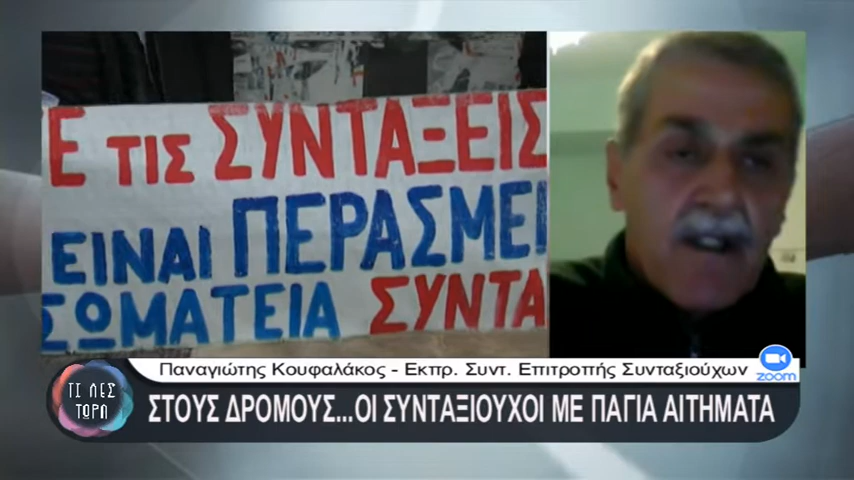 Ε ΤΙΣ ΣΥΝΤΑΞΕΙΣ
ΕΙΝΑΙ ΠΕΡΑΣΜΕΙ
ΣΩΜΑΤΕΙΑ ΣΥΝΤΑ
Παναγιώτης Κουφαλάκος - Εκπρ. Συντ. Επιτροπής Συνταξιούχων
zoom
ΤΙ ΛΕΣ
ΤΩΡΑ
ΣΤΟΥΣ ΔΡΟΜΟΥΣ...ΟΙ ΣΥΝΤΑΞΙΟΥΧΟΙ ΜΕ ΠΑΓΙΑ ΑΙΤΗΜΑΤΑ